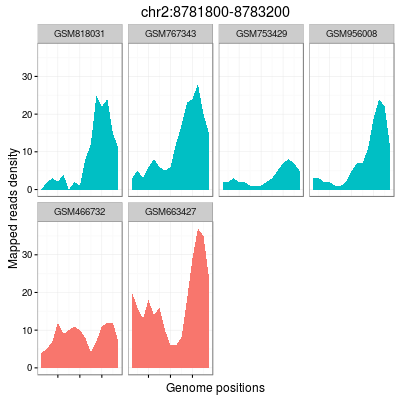 chr2:8781800-8783200
GSM818031 GSM767343 GSM753429 GSM956008
30
20
10
0
Mapped reads density
GSM466732 GSM663427
30
20
10
0
Genome positions